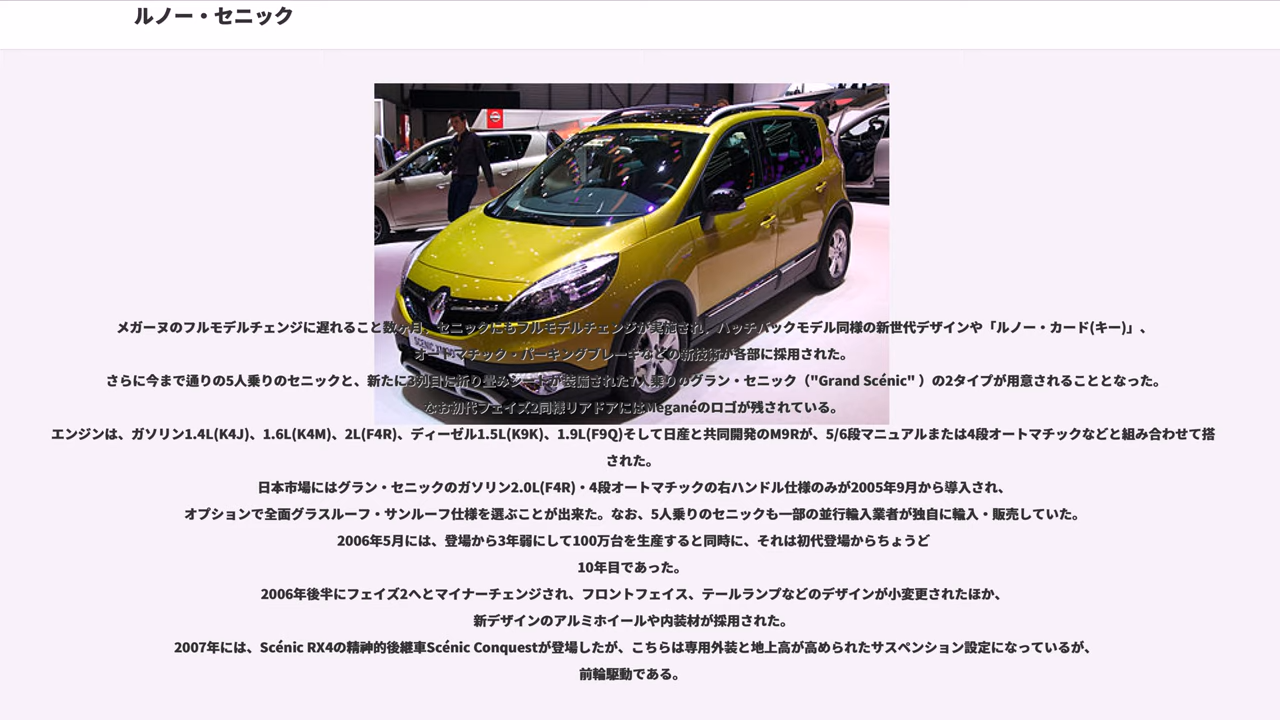 ルノー・セニック
メガーヌのフルモデルチェンジに遅れること数ヶ月、セニックにもフルモデルチェンジが実施され、ハッチバックモデル同様の新世代デザインや「ルノー・カード(キー)」、
オートマチック・パーキングブレーキなどの新技術が各部に採用された。
さらに今まで通りの5人乗りのセニックと、新たに3列目に折り畳みシートが装備された7人乗りのグラン・セニック（"Grand Scénic" ）の2タイプが用意されることとなった。
なお初代フェイズ2同様リアドアにはMeganéのロゴが残されている。
エンジンは、ガソリン1.4L(K4J)、1.6L(K4M)、2L(F4R)、ディーゼル1.5L(K9K)、1.9L(F9Q)そして日産と共同開発のM9Rが、5/6段マニュアルまたは4段オートマチックなどと組み合わせて搭
された。
日本市場にはグラン・セニックのガソリン2.0L(F4R)・4段オートマチックの右ハンドル仕様のみが2005年9月から導入され、
オプションで全面グラスルーフ・サンルーフ仕様を選ぶことが出来た。なお、5人乗りのセニックも一部の並行輸入業者が独自に輸入・販売していた。
2006年5月には、登場から3年弱にして100万台を生産すると同時に、それは初代登場からちょうど
10年目であった。
2006年後半にフェイズ2へとマイナーチェンジされ、フロントフェイス、テールランプなどのデザインが小変更されたほか、
新デザインのアルミホイールや内装材が採用された。
2007年には、Scénic RX4の精神的後継車Scénic Conquestが登場したが、こちらは専用外装と地上高が高められたサスペンション設定になっているが、
前輪駆動である。